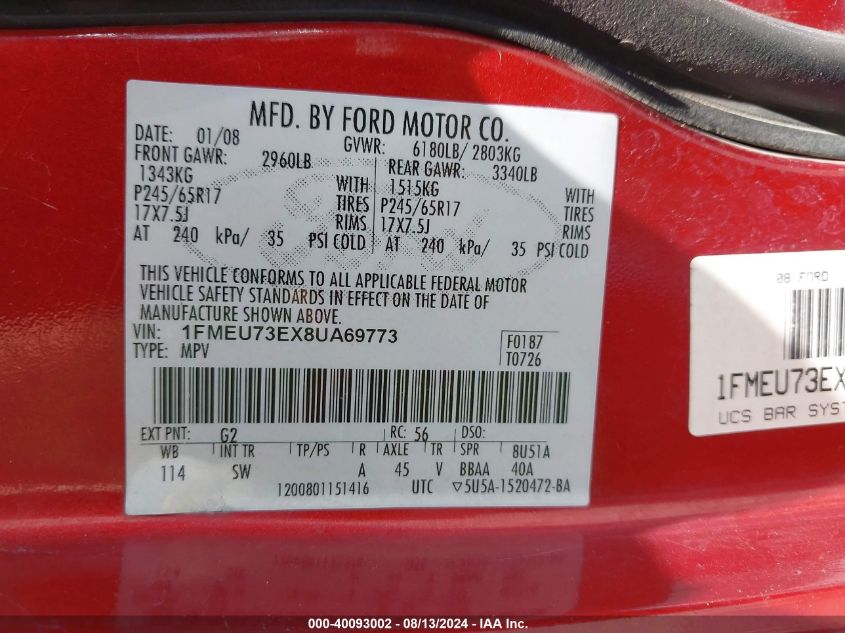 MFD. BY FORD MOTOR CO.
DATE: 01/08 GVWR: 6180LB/ 2803KG
FRONT GAWR: 2960LB REAR GAWR: 3340LB
1343KG WITH 1515KG WITH
P245/65R17 TIRES P245/65R17 TIRES
17X7.5J RIMS 17X7.5J RIMS
AT 240 kPa/ 35 PSI COLD AT 240 kPa/ 35 PSI COLD
THIS VEHICLE CONFORMS TO ALL APPLICABLE FEDERAL MOTOR
VEHICLE SAFETY STANDARDS IN EFFECT ON THE DATE OF
MANUFACTURE SHOWN ABOVE.
VIN: 1FMEU73EX8UA69773
TYPE: MPV
F0187
T0726
EXT PNT: G2 RC: 56 DSO:
WB INT TR TP/PS R AXLE TR SPR 8U51A
114 SW A 45 V BBAA 40A
1200801151416 UTC ▽5U5A-1520472-BA
08 FORD
1FMEU73EX
UCS BAR SYST
000-40093002 - 08/13/2024 - IAA Inc.